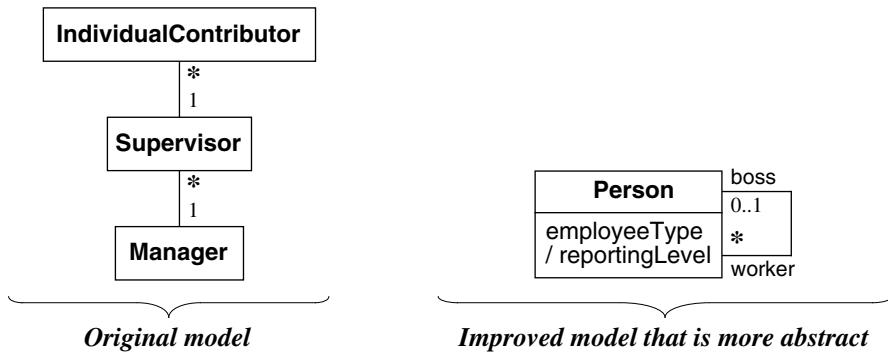 IndividualContributor
*
1
Supervisor
*
1
Manager
Original model
Person
employeeType
/ reportingLevel
boss
0..1
*
worker
Improved model that is more abstract